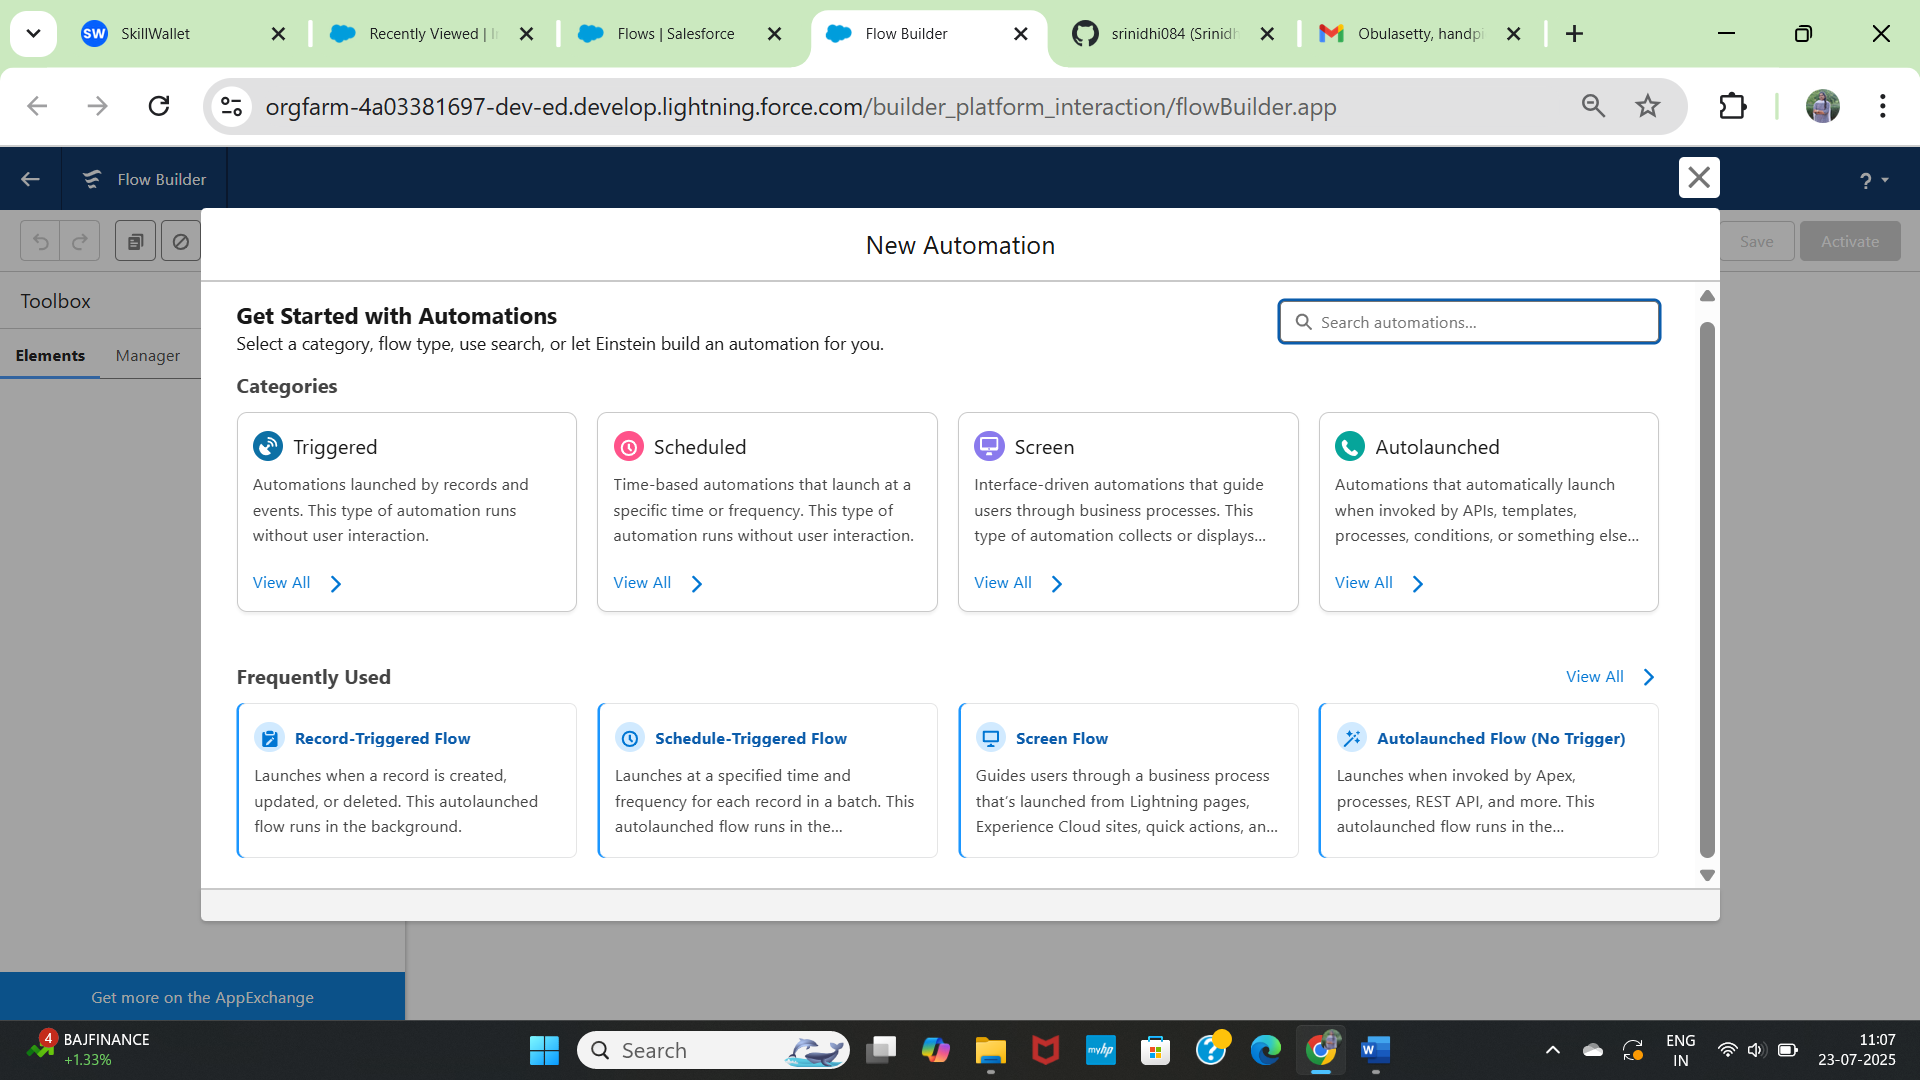 SW SkillWallet
Recently Viewed | I
Flows | Salesforce
Flow Builder
srinidhi084 (Srinidh
Obulasetty, handpi
orgfarm-4a03381697-dev-ed.develop.lightning.force.com/builder_platform_interaction/flowBuilder.app
Flow Builder
?
New Automation
Save
Activate
Toolbox
Elements
Manager
Get Started with Automations
Search automations...
Select a category, flow type, use search, or let Einstein build an automation for you.
Categories
Triggered
Automations launched by records and
events. This type of automation runs
without user interaction.
View All
Scheduled
Time-based automations that launch at a
specific time or frequency. This type of
automation runs without user interaction.
View All
Screen
Interface-driven automations that guide
users through business processes. This
type of automation collects or displays...
View All
Autolaunched
Automations that automatically launch
when invoked by APIs, templates,
processes, conditions, or something else...
View All
Frequently Used
View All
Record-Triggered Flow
Launches when a record is created,
updated, or deleted. This autolaunched
flow runs in the background.
Schedule-Triggered Flow
Launches at a specified time and
frequency for each record in a batch. This
autolaunched flow runs in the...
Screen Flow
Guides users through a business process
that's launched from Lightning pages,
Experience Cloud sites, quick actions, an...
Autolaunched Flow (No Trigger)
Launches when invoked by Apex,
processes, REST API, and more. This
autolaunched flow runs in the...
Get more on the AppExchange
4
BAJFINANCE
+1.33%
Search
myhp
?
W
ENG
IN
11:07
23-07-2025